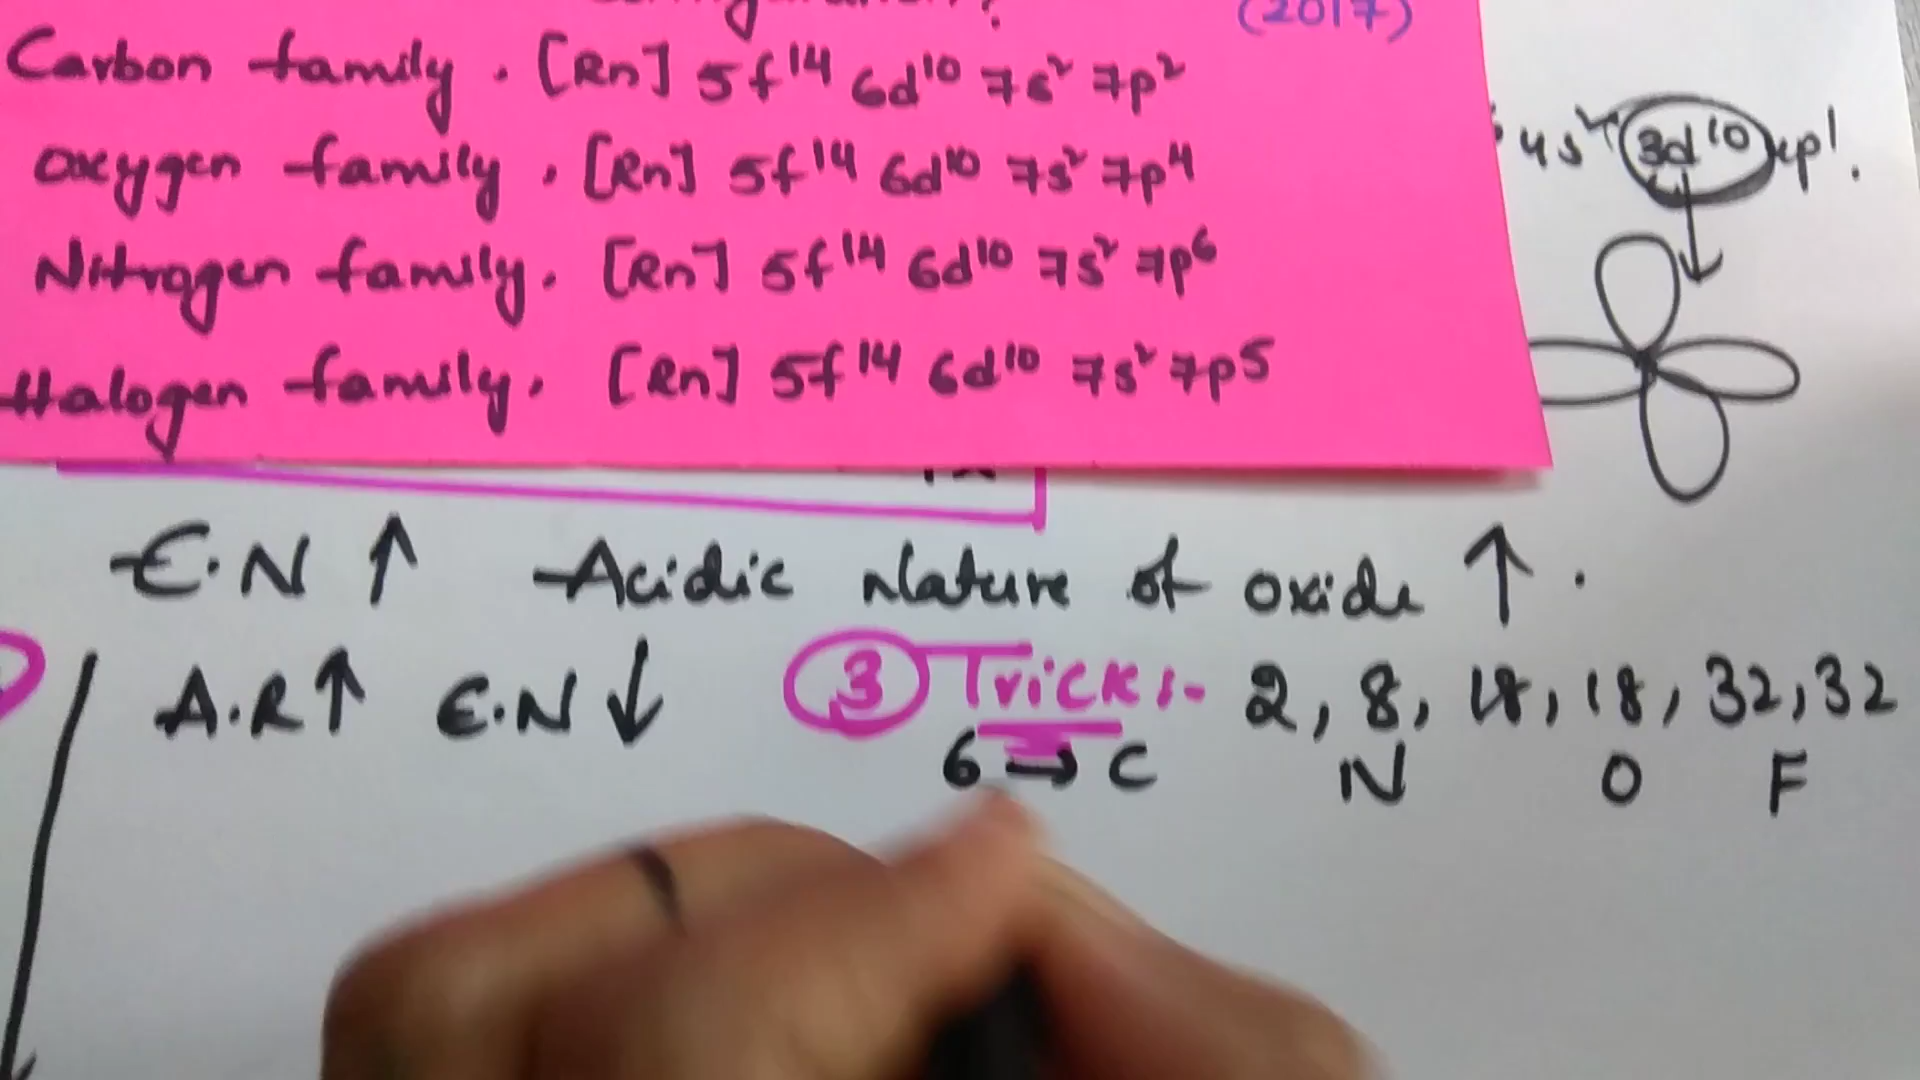 (2017)
Carbon family. [Rn] 5f¹⁴ 6d¹⁰ 7s² 7p²
Oxygen family. [Rn] 5f¹⁴ 6d¹⁰ 7s² 7p⁴
Nitrogen family. [Rn] 5f¹⁴ 6d¹⁰ 7s² 7p⁶
Halogen family. [Rn] 5f¹⁴ 6d¹⁰ 7s² 7p⁵
4s² 3d¹⁰ 4p¹.
E.N ↑ Acidic Nature of oxide ↑.
A.R ↑ E.N ↓
③ Trick:- 2, 8, 18, 18, 32, 32
6 → C N O F